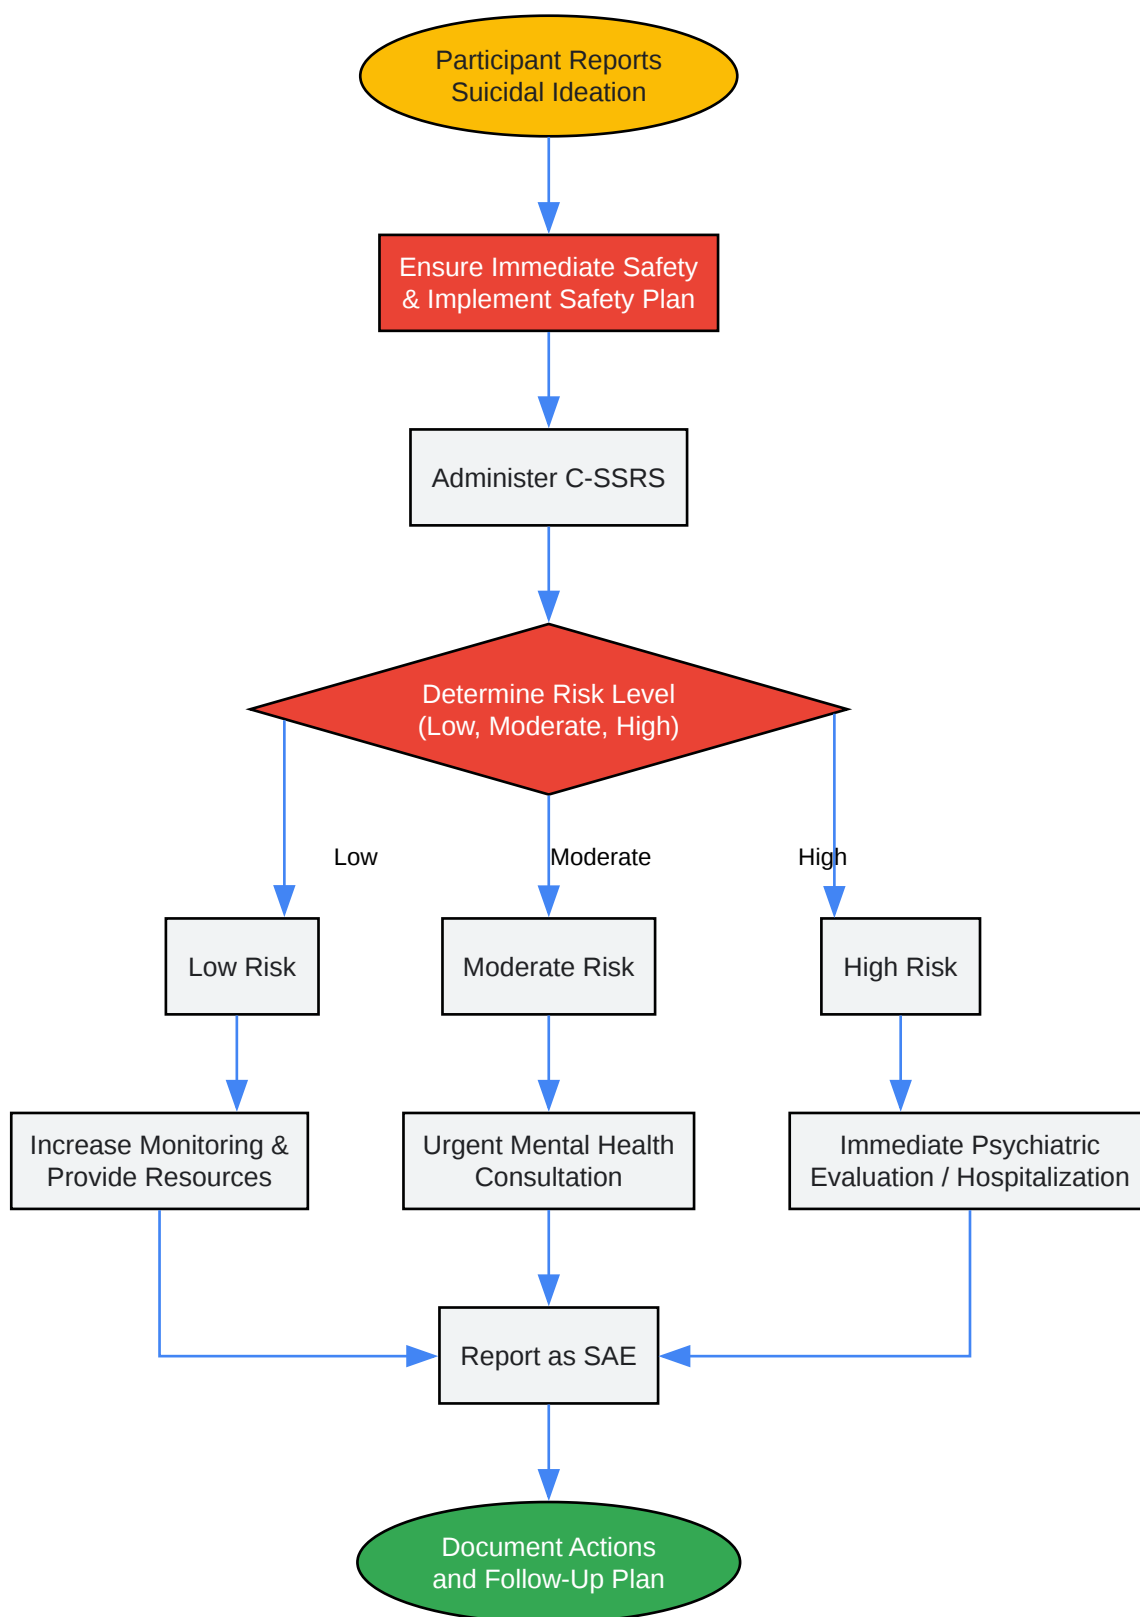 Participant Reports
Suicidal Ideation
Ensure Immediate Safety
& Implement Safety Plan
Administer C-SSRS
Determine Risk Level
(Low, Moderate, High)
Low
Moderate
High
Low Risk
Moderate Risk
High Risk
Increase Monitoring &
Provide Resources
Urgent Mental Health
Consultation
Immediate Psychiatric
Evaluation / Hospitalization
Report as SAE
Document Actions
and Follow-Up Plan